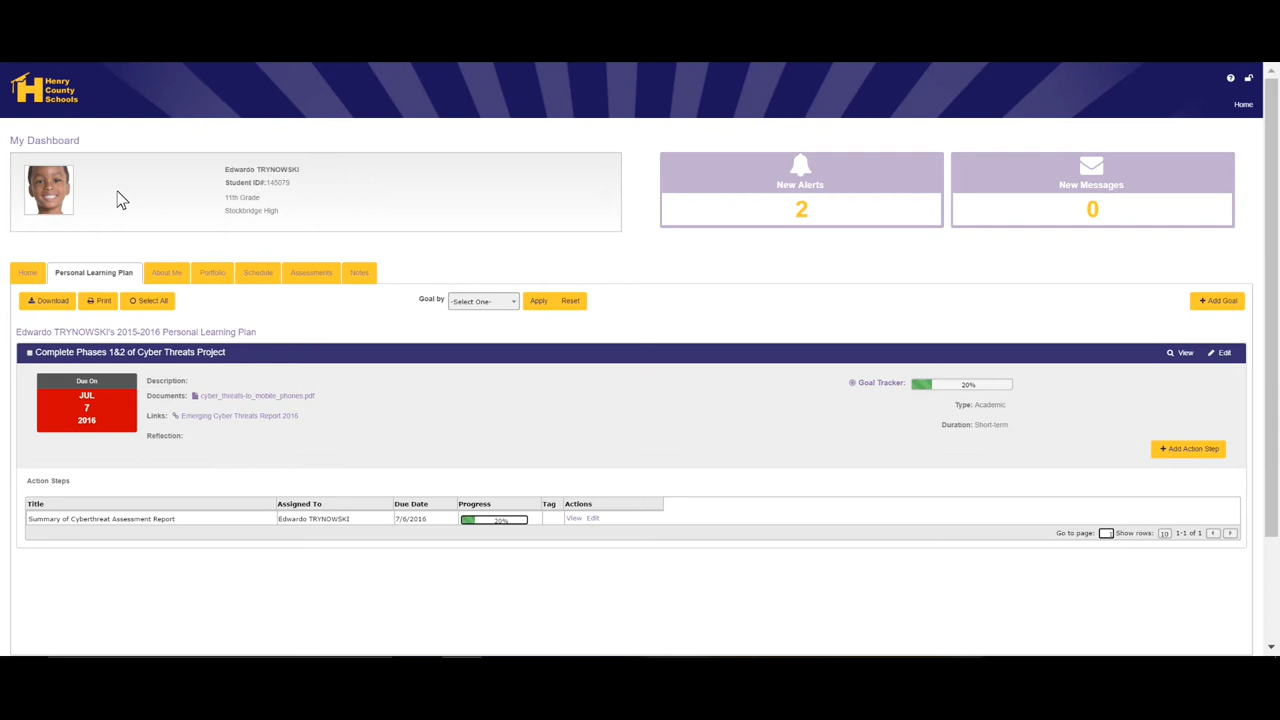 Henry
County
Schools
Home
My Dashboard
Edwardo TRYNOWSKI
Student ID#:145079
11th Grade
Stockbridge High
New Alerts
2
New Messages
0
Home Personal Learning Plan About Me Portfolio Schedule Assessments Notes
Download Print Select All Goal by -Select One- Apply Reset + Add Goal
Edwardo TRYNOWSKI's 2015-2016 Personal Learning Plan
Complete Phases 1&2 of Cyber Threats Project View Edit
Due On
JUL
7
2016
Description:
Documents: cyber_threats-to_mobile_phones.pdf
Links: Emerging Cyber Threats Report 2016
Reflection:
Goal Tracker: 20%
Type: Academic
Duration: Short-term
+ Add Action Step
Action Steps
Title Assigned To Due Date Progress Tag Actions
Summary of Cyberthreat Assessment Report Edwardo TRYNOWSKI 7/6/2016 20% View Edit
Go to page: 1 Show rows: 10 1-1 of 1